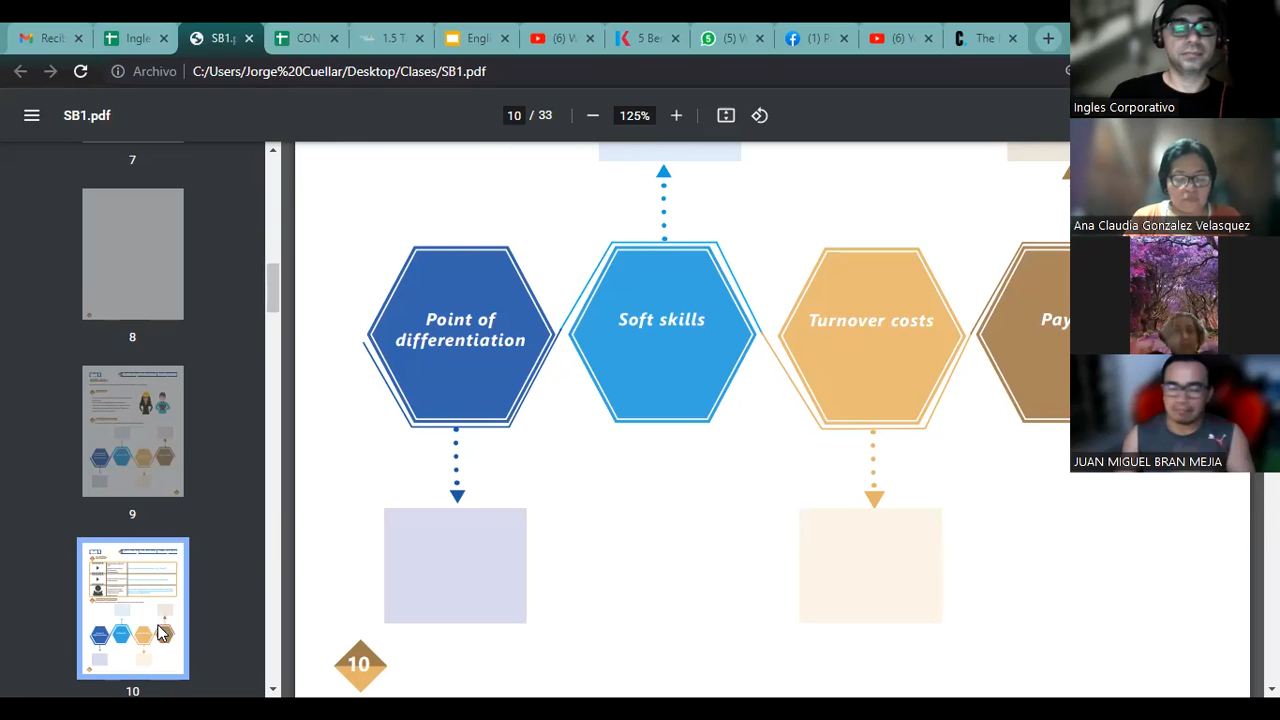 Recib
Ingle
SB1.p
CON
1.5 T
Engli
(6) W
5 Be
(5) W
(1) P
(6) Y
The
Archivo
C:/Users/Jorge%20Cuellar/Desktop/Clases/SB1.pdf
SB1.pdf
10 / 33
125%
7
8
9
10
Point of
differentiation
Soft skills
Turnover costs
Pay
10
Ingles Corporativo
Ana Claudia Gonzalez Velasquez
JUAN MIGUEL BRAN MEJIA